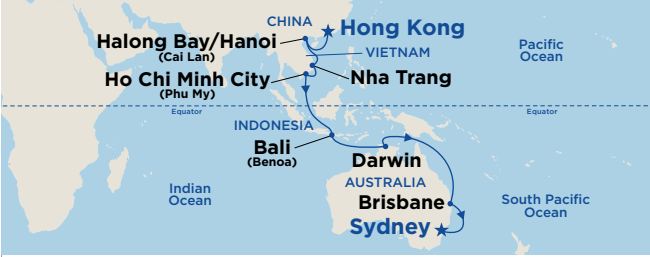 CHINA
Hong Kong
Halong Bay/Hanoi
(Cai Lan)
VIETNAM
Pacific
Ocean
Ho Chi Minh City
(Phu My)
Nha Trang
Equator
Equator
INDONESIA
Bali
(Benoa)
Darwin
AUSTRALIA
Indian
Ocean
Brisbane
South Pacific
Ocean
Sydney